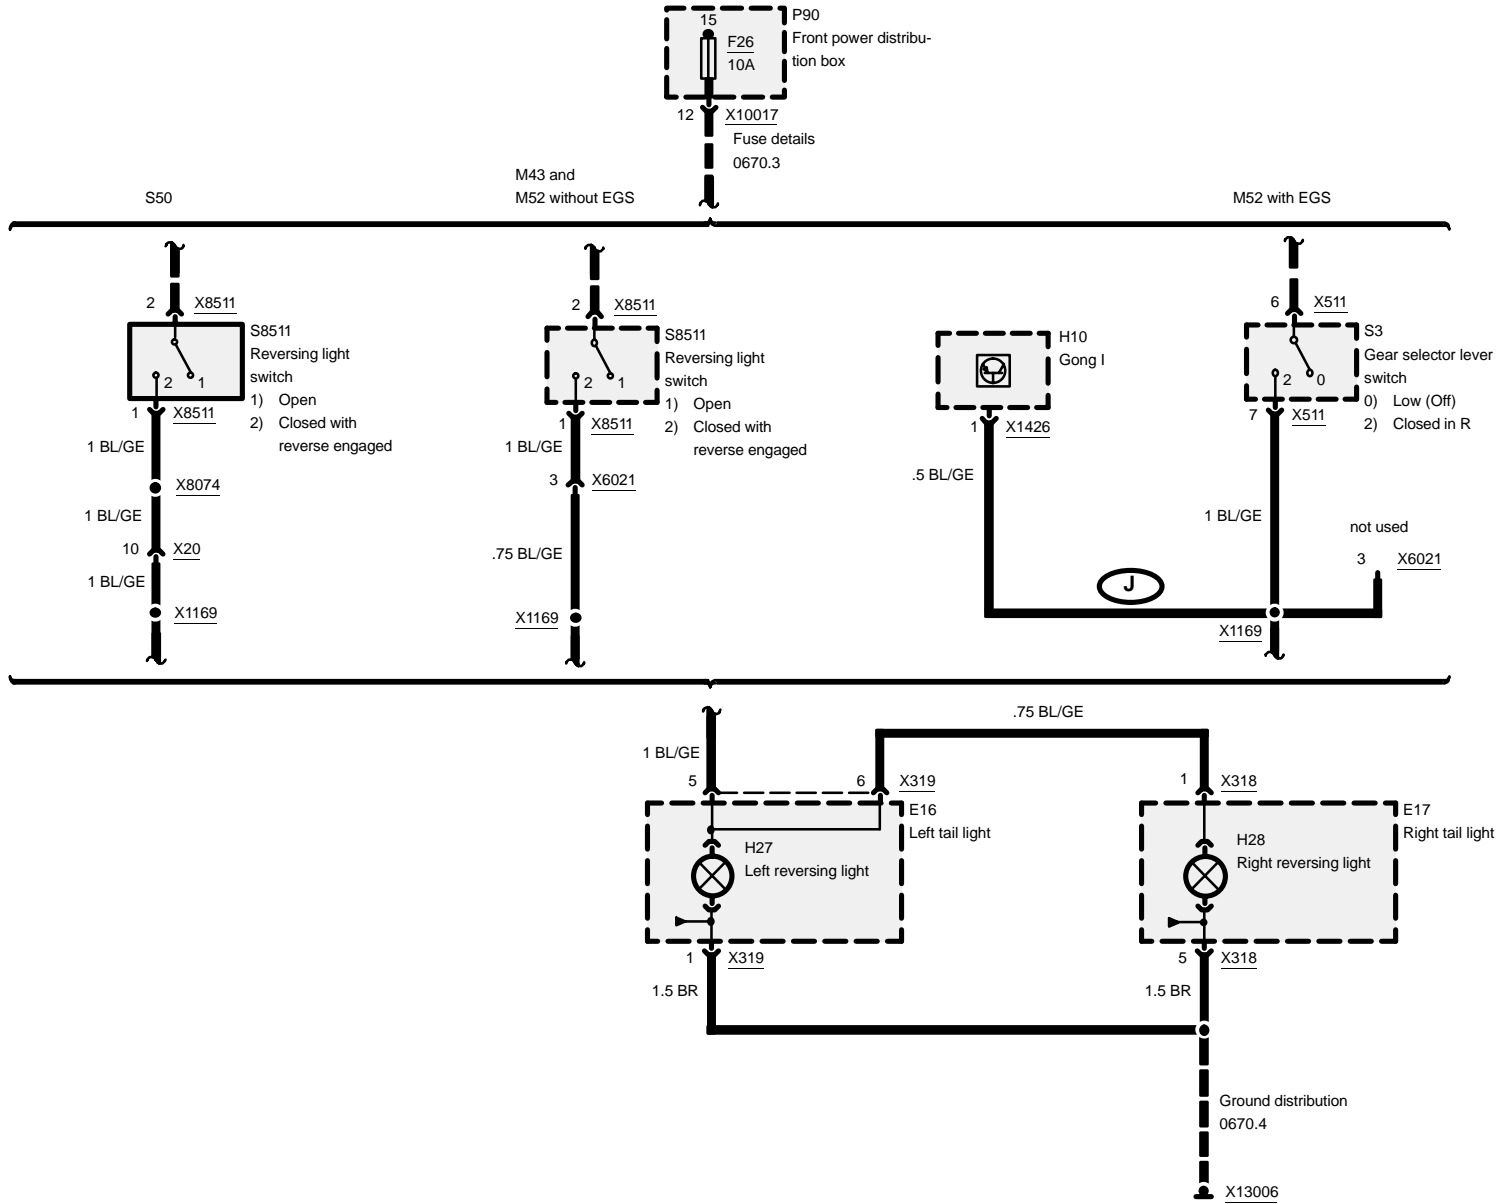 15
F26
10A
P90
Front power distribu-
tion box
12
X10017
Fuse details
0670.3
S50
M43 and
M52 without EGS
M52 with EGS
2
X8511
S8511
Reversing light
switch
1) Open
2) Closed with
reverse engaged
2
1
1
X8511
1 BL/GE
X8074
1 BL/GE
10
X20
1 BL/GE
X1169
2
X8511
S8511
Reversing light
switch
1) Open
2) Closed with
reverse engaged
2
1
1
X8511
1 BL/GE
3
X6021
.75 BL/GE
X1169
H10
Gong I
1
X1426
.5 BL/GE
J
6
X511
S3
Gear selector lever
switch
0) Low (Off)
2) Closed in R
2
0
7
X511
1 BL/GE
not used
3
X6021
X1169
1 BL/GE
.75 BL/GE
5
6
X319
E16
Left tail light
H27
Left reversing light
1
X319
1.5 BR
1
X318
E17
Right tail light
H28
Right reversing light
5
X318
1.5 BR
Ground distribution
0670.4
X13006